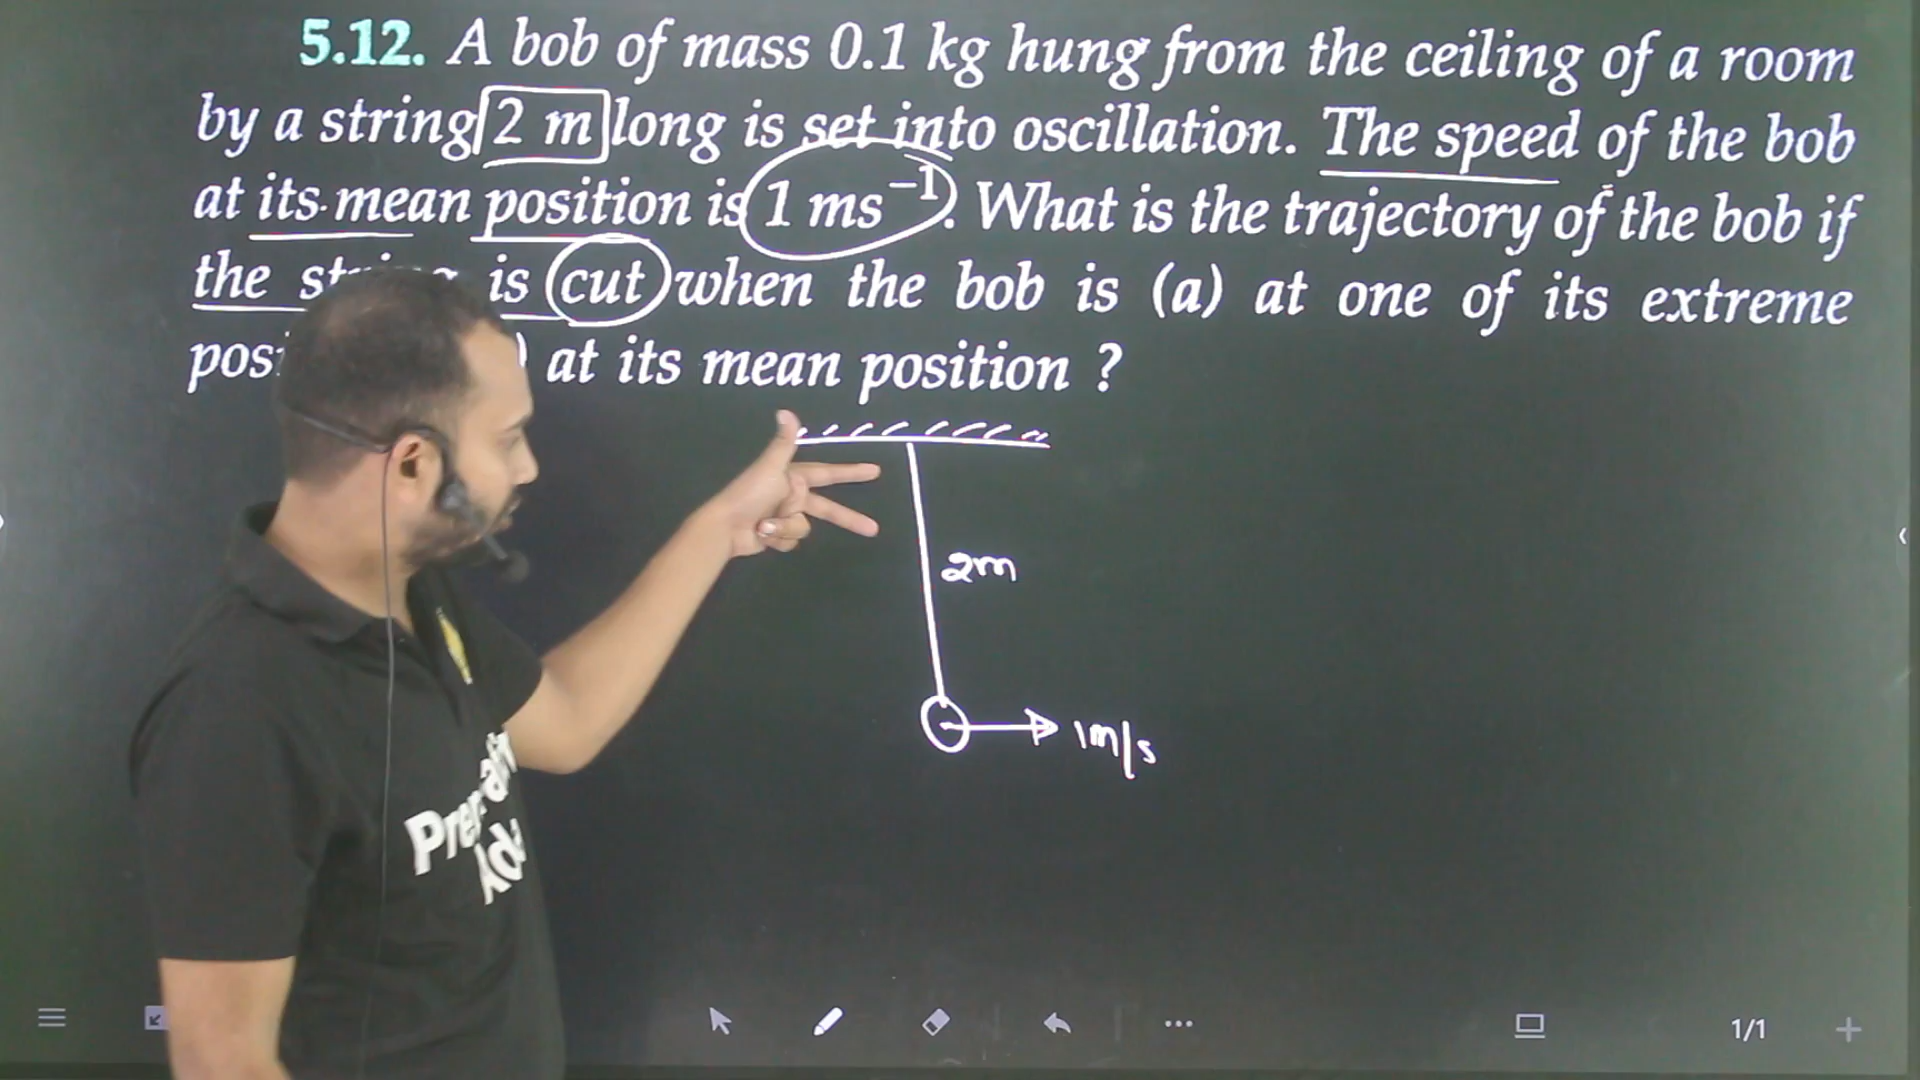 5.12. A bob of mass 0.1 kg hung from the ceiling of a room
by a string 2 m long is set into oscillation. The speed of the bob
at its mean position is 1 ms⁻¹. What is the trajectory of the bob if
the is cut when the bob is (a) at one of its extreme
at its mean position ?
2m
1m/s
1/1